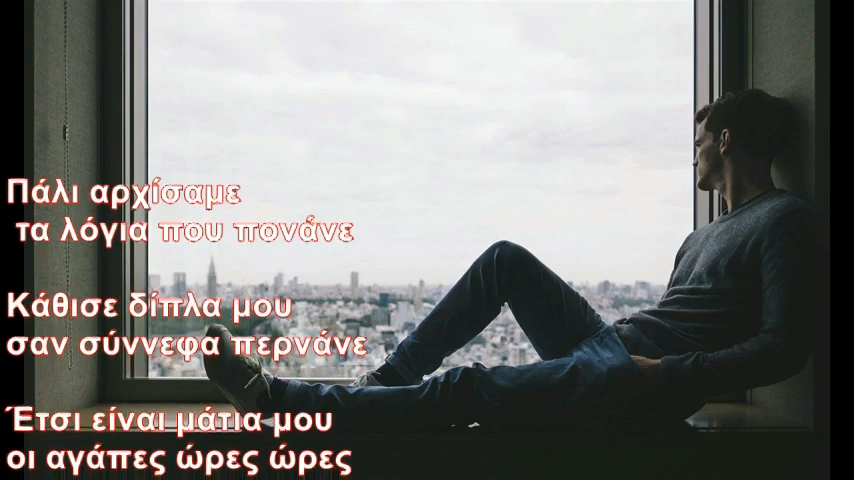 Πάλι αρχίσαμε
τα λόγια που πονάνε
Κάθισε δίπλα μου
σαν σύννεφα περνάνε
Έτσι είναι μάτια μου
οι αγάπες ώρες ώρες